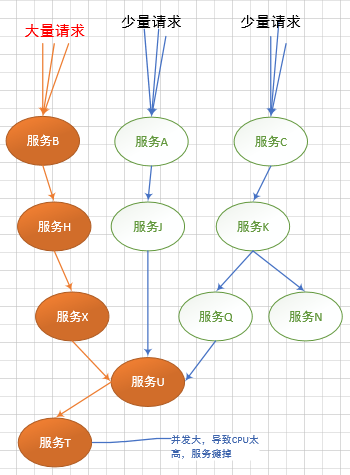 大量请求
少量请求
少量请求
服务B
服务A
服务C
服务H
服务J
服务K
服务X
服务Q
服务N
服务U
服务T
并发大，导致CPU太
高，服务瘫掉